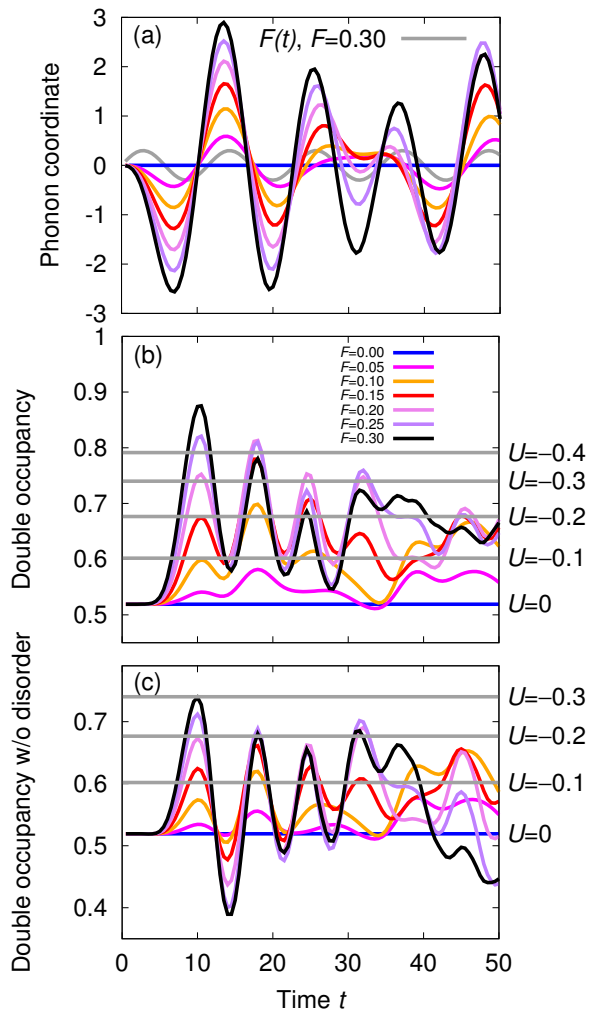 (a)
F(t), F=0.30
3
2
1
0
-1
-2
-3
Phonon coordinate
(b)
1
0.9
0.8
0.7
0.6
0.5
Double occupancy
F=0.00
F=0.05
F=0.10
F=0.15
F=0.20
F=0.25
F=0.30
U=−0.4
U=−0.3
U=−0.2
U=−0.1
U=0
(c)
0.7
0.6
0.5
0.4
Double occupancy w/o disorder
U=−0.3
U=−0.2
U=−0.1
U=0
0 10 20 30 40 50
Time t